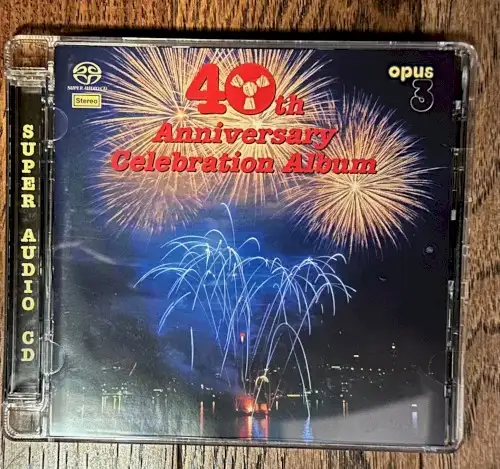 SUPER AUDIO CD
SUPER AUDIO CD
Stereo
opus
3
40th
Anniversary
Celebration Album